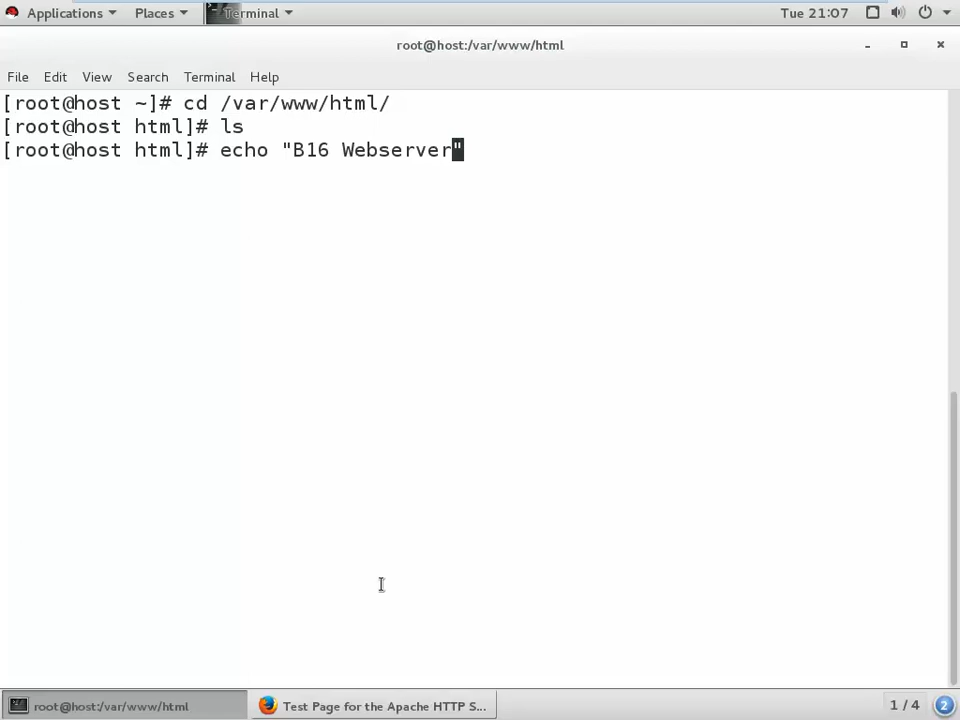 Applications Places Terminal Tue 21:07
root@host:/var/www/html
File Edit View Search Terminal Help
[root@host ~]# cd /var/www/html/
[root@host html]# ls
[root@host html]# echo "B16 Webserver"
root@host:/var/www/html Test Page for the Apache HTTP S... 1 / 4 2